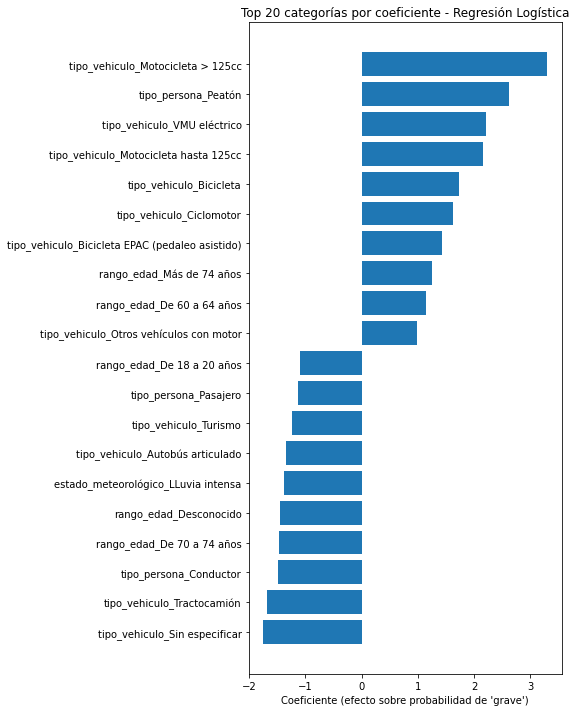 Top 20 categorías por coeficiente - Regresión Logística
tipo_vehiculo_Motocicleta > 125cc
tipo_persona_Peatón
tipo_vehiculo_VMU eléctrico
tipo_vehiculo_Motocicleta hasta 125cc
tipo_vehiculo_Bicicleta
tipo_vehiculo_Ciclomotor
tipo_vehiculo_Bicicleta EPAC (pedaleo asistido)
rango_edad_Más de 74 años
rango_edad_De 60 a 64 años
tipo_vehiculo_Otros vehículos con motor
rango_edad_De 18 a 20 años
tipo_persona_Pasajero
tipo_vehiculo_Turismo
tipo_vehiculo_Autobús articulado
estado_meteorológico_LLuvia intensa
rango_edad_Desconocido
rango_edad_De 70 a 74 años
tipo_persona_Conductor
tipo_vehiculo_Tractocamión
tipo_vehiculo_Sin especificar
−2 −1 0 1 2 3
Coeficiente (efecto sobre probabilidad de 'grave')